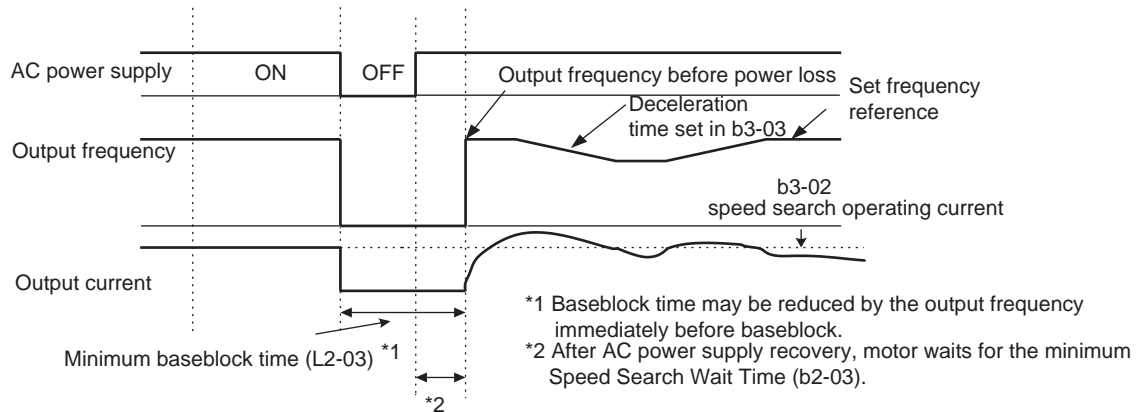 AC power supply
ON
OFF
Output frequency before power loss
Deceleration
time set in b3-03
Set frequency
reference
Output frequency
b3-02
speed search operating current
Output current
*1 Baseblock time may be reduced by the output frequency
immediately before baseblock.
*2 After AC power supply recovery, motor waits for the minimum
Speed Search Wait Time (b2-03).
Minimum baseblock time (L2-03) *1
*2